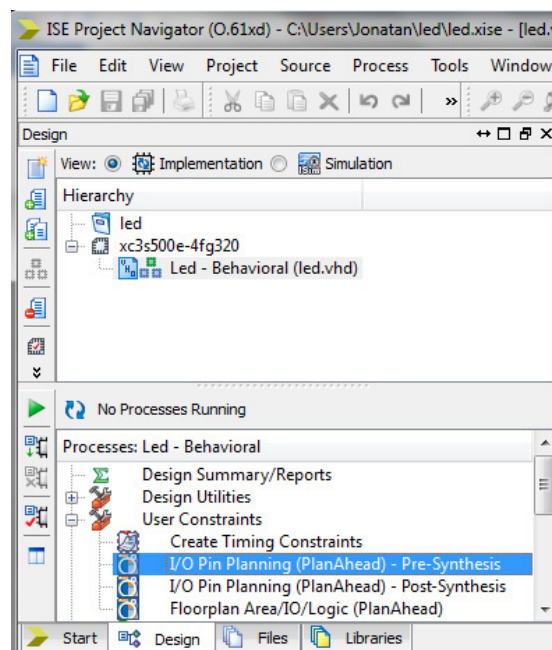 ISE Project Navigator (O.61xd) - C:\Users\Jonatan\led\led.xise - [led.
File Edit View Project Source Process Tools Window
Design
View: Implementation Simulation
Hierarchy
led
xc3s500e-4fg320
Led - Behavioral (led.vhd)
No Processes Running
Processes: Led - Behavioral
Design Summary/Reports
Design Utilities
User Constraints
Create Timing Constraints
I/O Pin Planning (PlanAhead) - Pre-Synthesis
I/O Pin Planning (PlanAhead) - Post-Synthesis
Floorplan Area/IO/Logic (PlanAhead)
Start Design Files Libraries